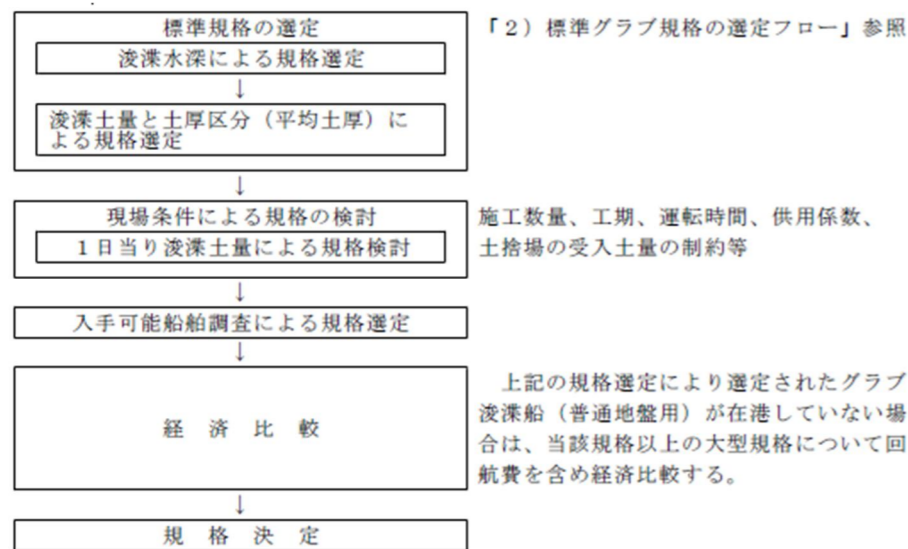 標準規格の選定
「２）標準グラブ規格の選定フロー」参照
浚渫水深による規格選定
↓
浚渫土量と土厚区分（平均土厚）に
よる規格選定
↓
現場条件による規格の検討
施工数量、工期、運転時間、供用係数、
１日当り浚渫土量による規格検討
土捨場の受入土量の制約等
↓
入手可能船舶調査による規格選定
↓
経 済 比 較
上記の規格選定により選定されたグラブ
浚渫船（普通地盤用）が在港していない場
合は、当該規格以上の大型規格について回
航費を含め経済比較する。
↓
規 格 決 定